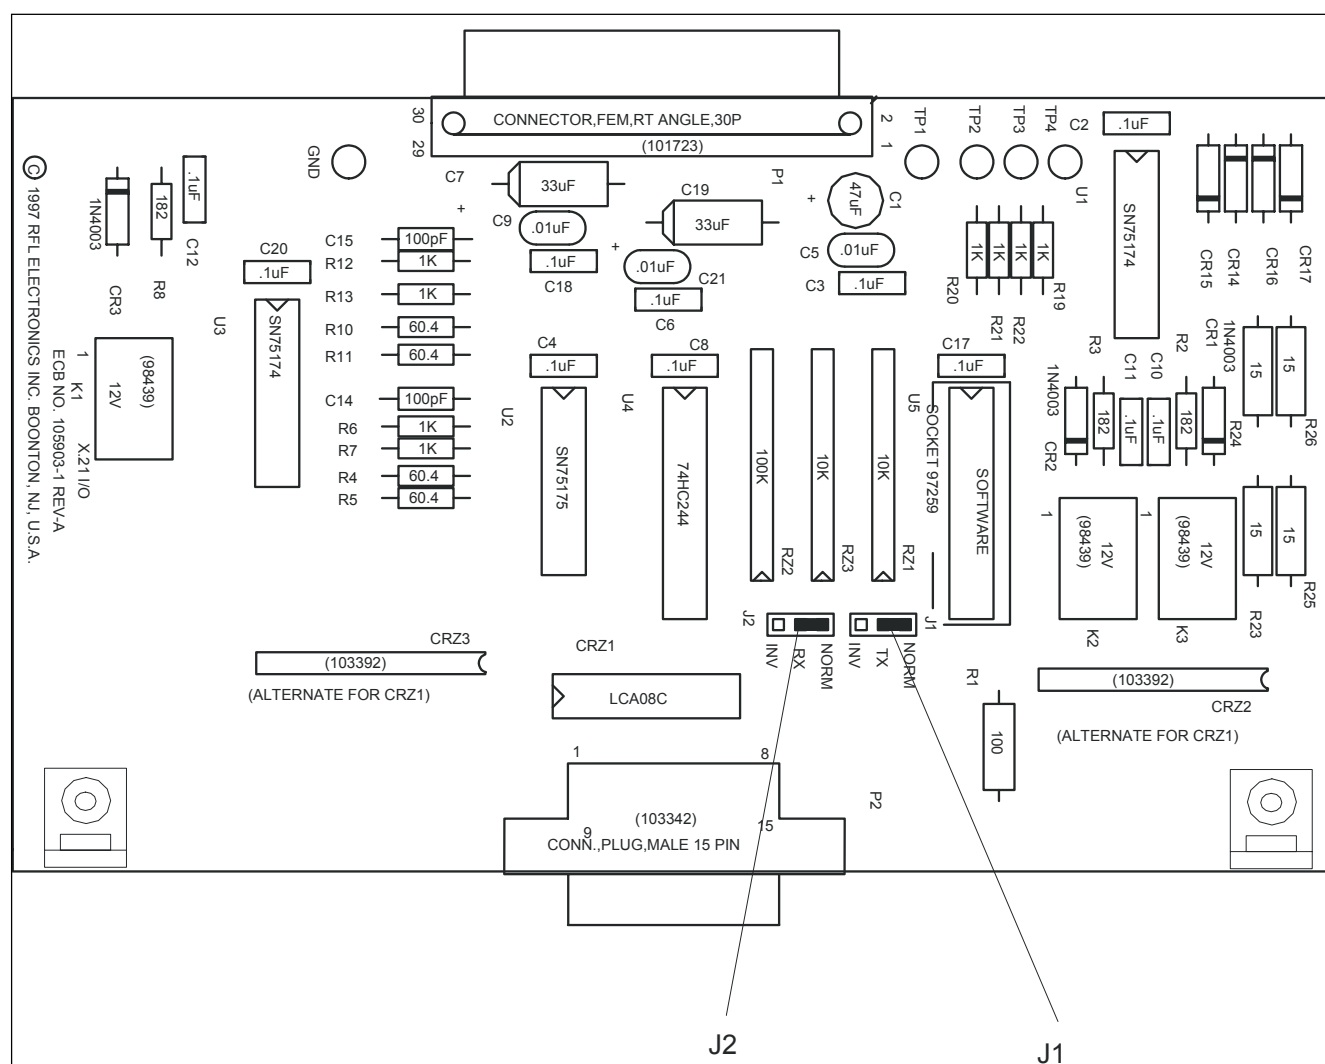 CONNECTOR,FEM,RT ANGLE,30P
(101723)
30
29
2
1
P1
TP1
TP2
TP3
TP4
C2
.1uF
GND
C7
33uF
+
C19
33uF
+
C9
.01uF
.1uF
C18
.01uF
C21
.1uF
C6
+
47uF
C1
C5
.01uF
C3
.1uF
U1
SN75174
CR15
CR14
CR16
CR17
1K
1K
1K
1K
R20
R21
R22
R19
© 1997 RFL ELECTRONICS INC. BOONTON, NJ, U.S.A.
ECB NO. 105903-1 REV-A
X.21 I/O
1N4003
CR3
182
R8
.1uF
C12
C20
.1uF
U3
SN75174
1
K1
(98439)
12V
C15
100pF
R12
1K
R13
1K
R10
60.4
R11
60.4
C14
100pF
R6
1K
R7
1K
R4
60.4
R5
60.4
C4
.1uF
U2
SN75175
C8
.1uF
U4
74HC244
100K
RZ2
10K
RZ3
10K
RZ1
C17
.1uF
U5
SOCKET 97259
SOFTWARE
1N4003
CR2
R3
182
C11
.1uF
C10
.1uF
R2
182
CR1
1N4003
R24
15
15
R26
1
(98439)
12V
K2
1
(98439)
12V
K3
15
15
R23
R25
J2
INV
RX
NORM
J1
INV
TX
NORM
CRZ3
(103392)
(ALTERNATE FOR CRZ1)
CRZ1
LCA08C
R1
100
(103392)
CRZ2
(ALTERNATE FOR CRZ1)
1
8
9
15
(103342)
CONN.,PLUG,MALE 15 PIN
P2
J2
J1